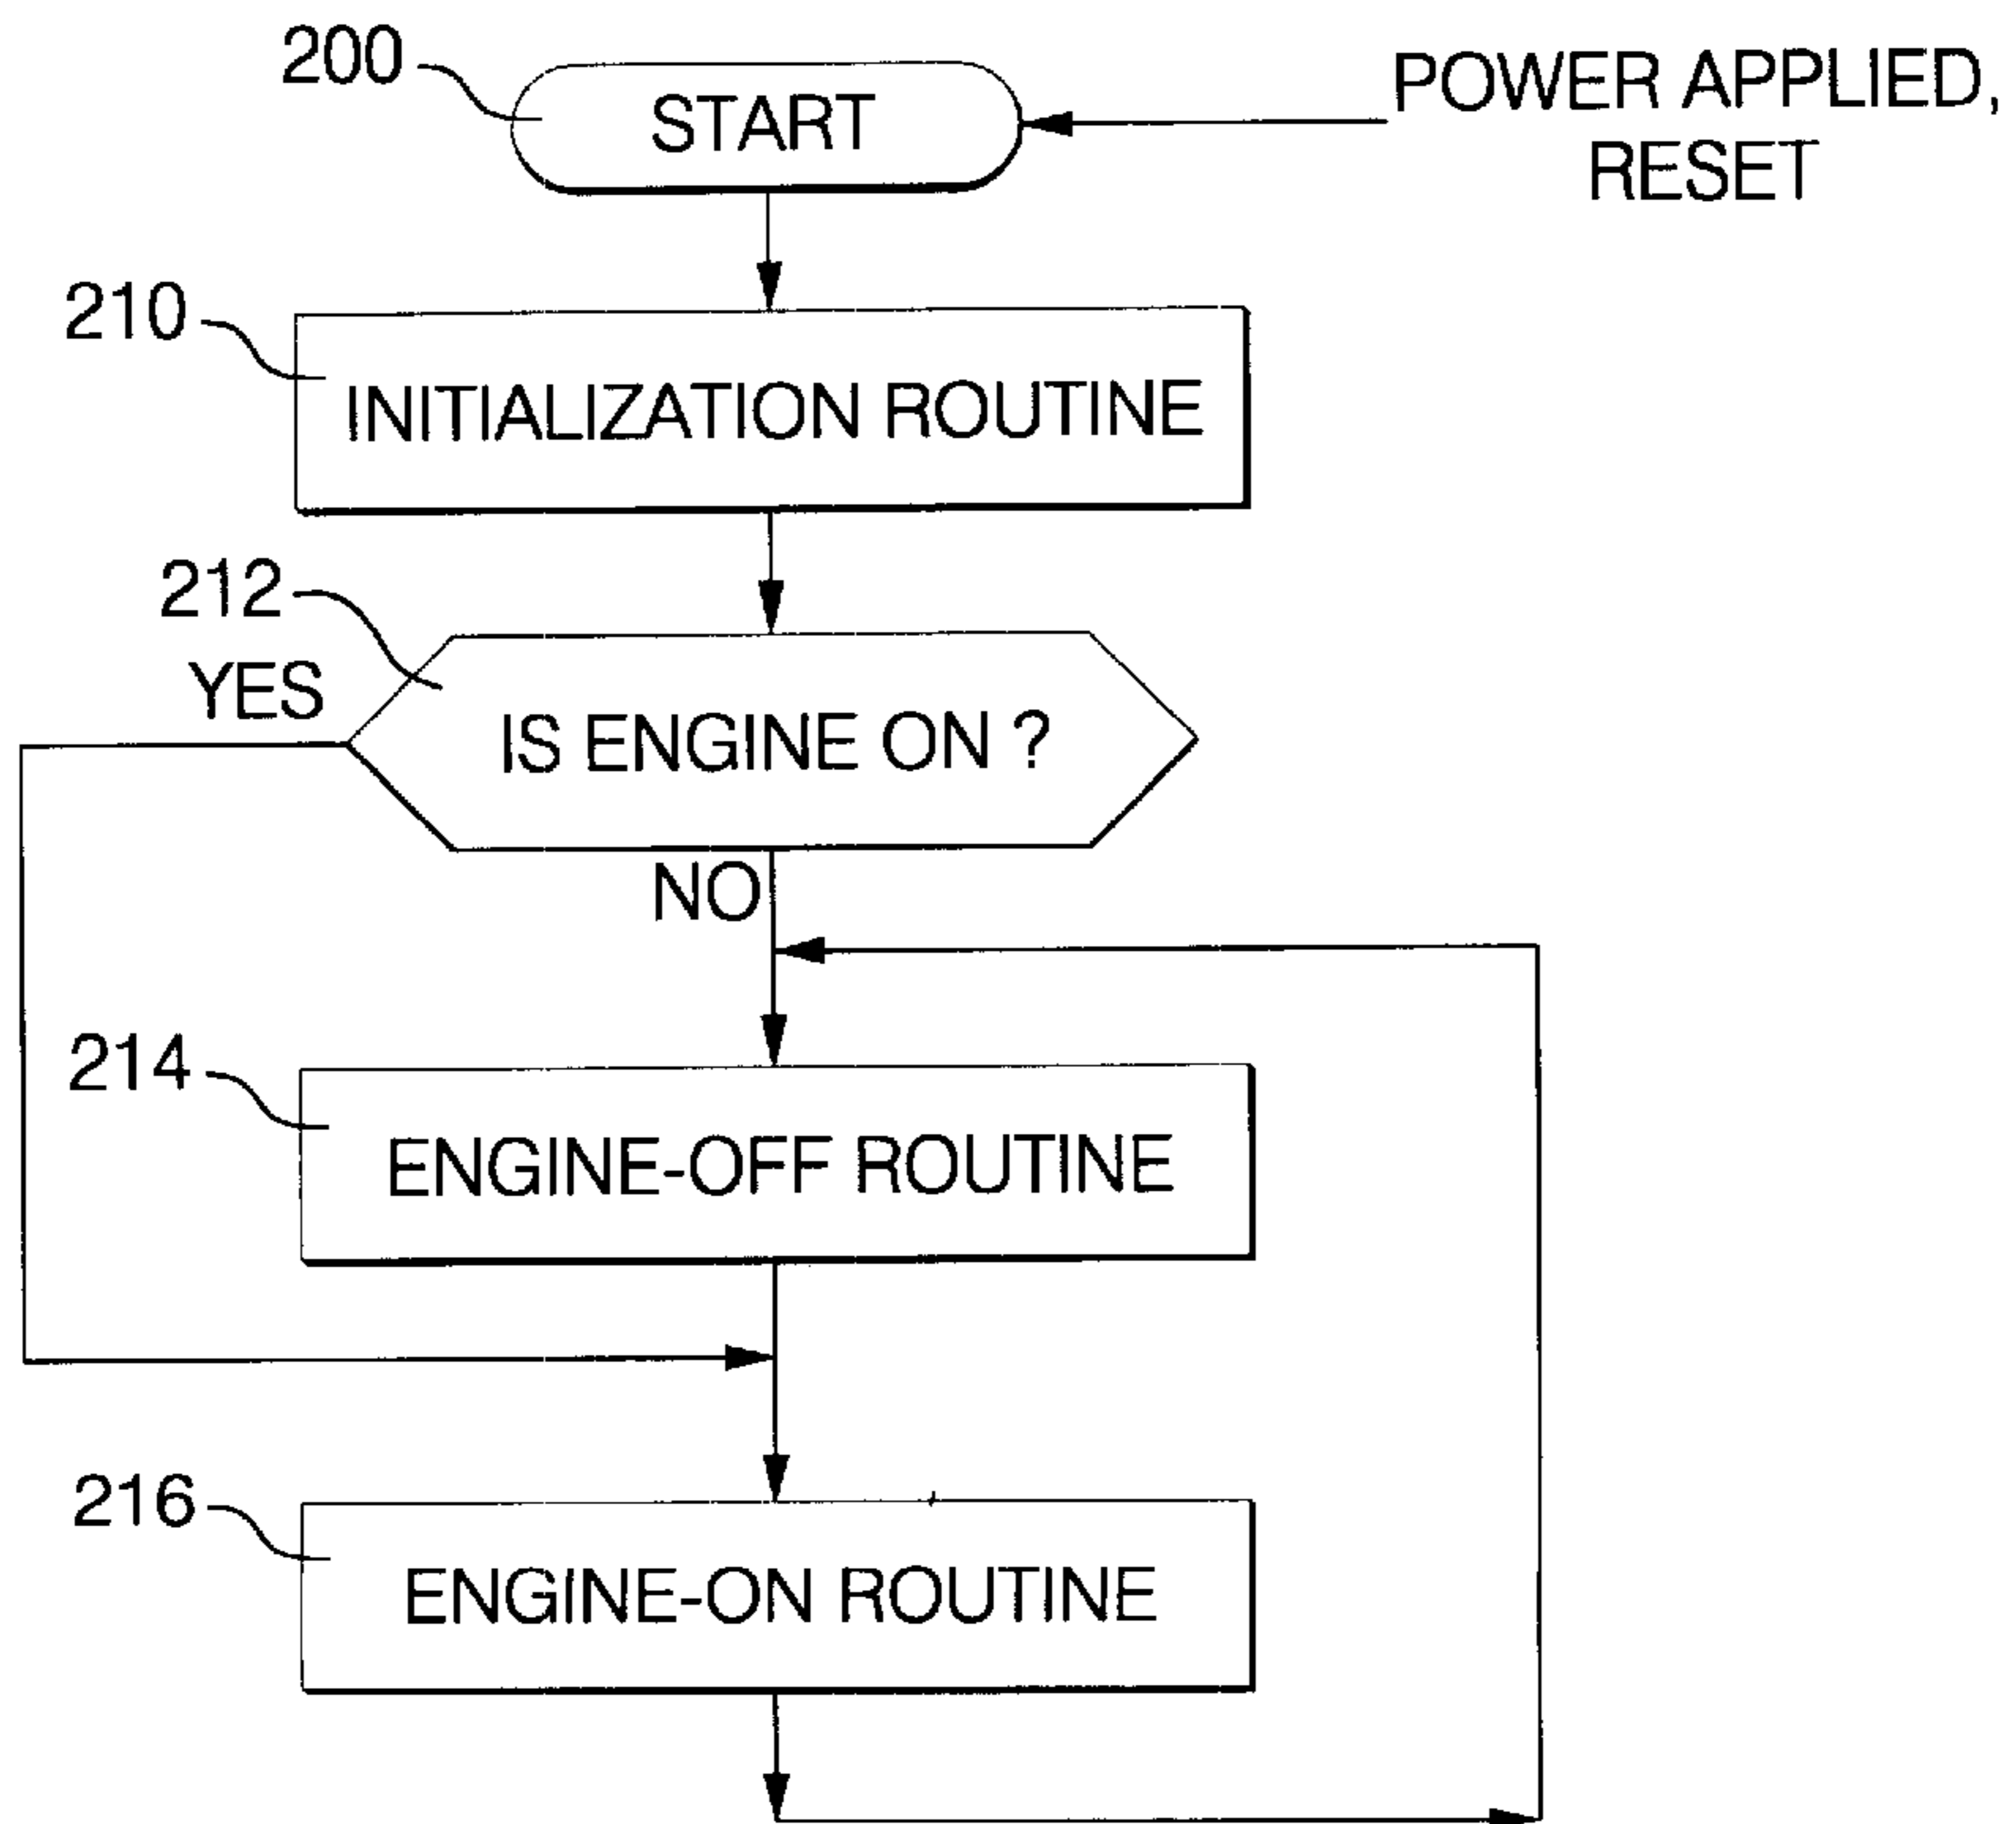 200
START
POWER APPLIED,
RESET
210
INITIALIZATION ROUTINE
212
YES
IS ENGINE ON ?
NO
214
ENGINE-OFF ROUTINE
216
ENGINE-ON ROUTINE